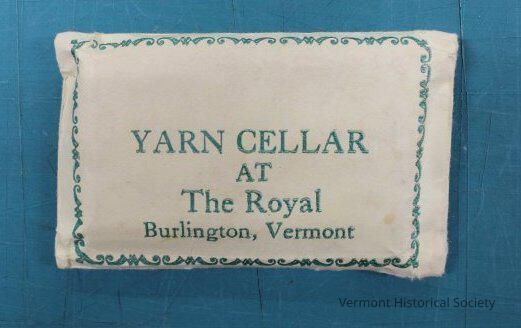 YARN CELLAR
AT
The Royal
Burlington, Vermont
Vermont Historical Society